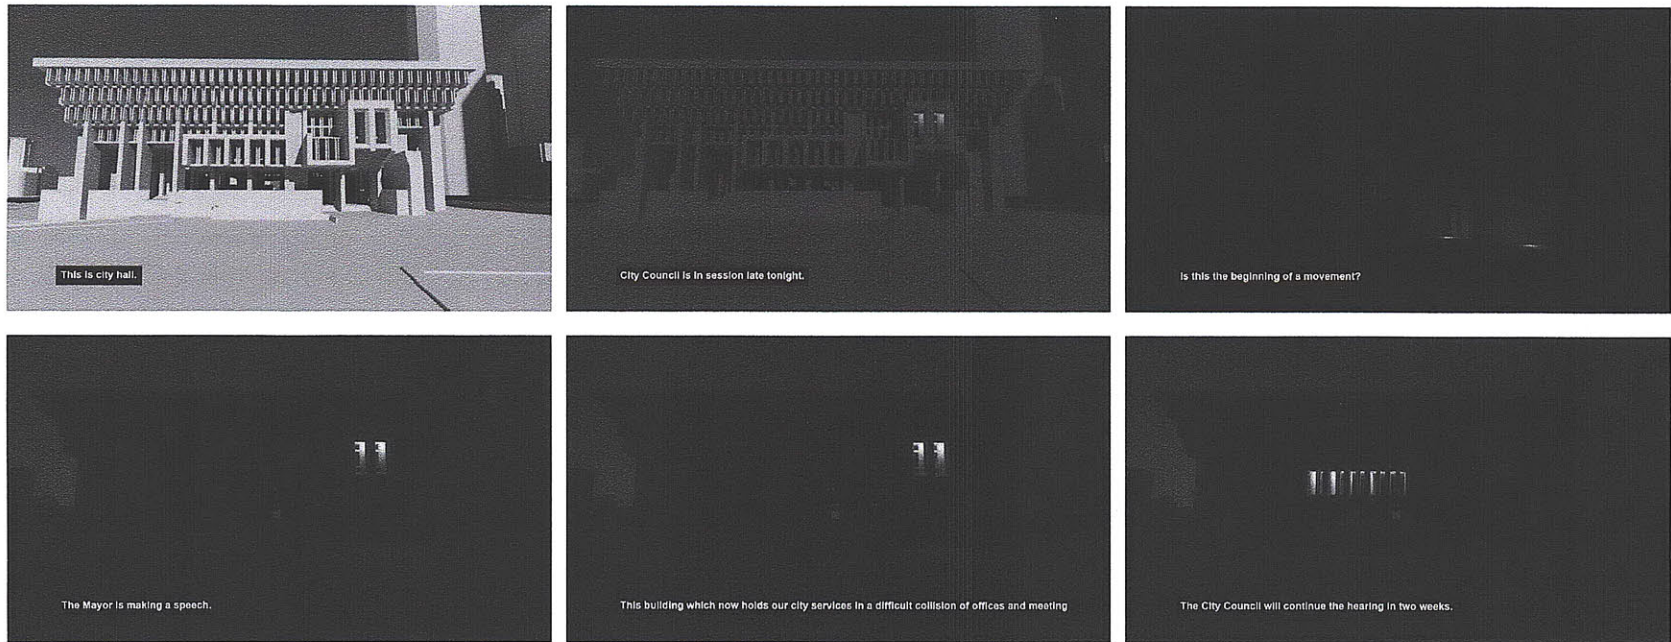 This is city hall.
City Council is in session late tonight.
Is this the beginning of a movement?
The Mayor is making a speech.
This building which now holds our city services in a difficult collision of offices and meeting
The City Council will continue the hearing in two weeks.